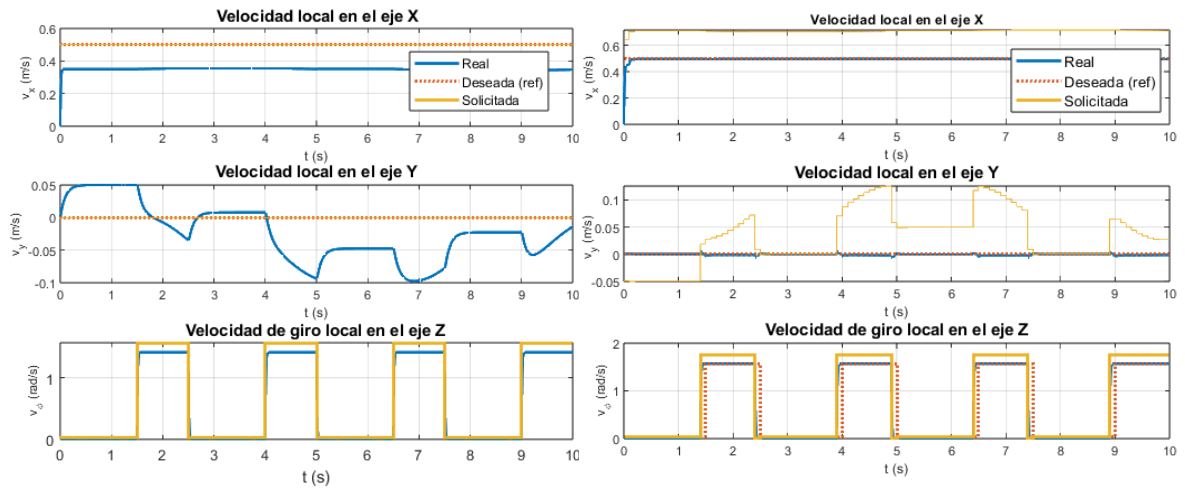 Velocidad local en el eje X
0.6
0.4
0.2
0
v_x (m/s)
Real
Deseada (ref)
Solicitada
0 1 2 3 4 5 6 7 8 9 10
t (s)
Velocidad local en el eje Y
0.05
0
-0.05
-0.1
v_y (m/s)
0 1 2 3 4 5 6 7 8 9 10
t (s)
Velocidad de giro local en el eje Z
1
0
(rad/s)
0 1 2 3 4 5 6 7 8 9 10
t (s)
Velocidad local en el eje X
0.6
0.4
0.2
0
v_x (m/s)
Real
Deseada (ref)
Solicitada
0 1 2 3 4 5 6 7 8 9 10
t (s)
Velocidad local en el eje Y
0.1
0.05
0
-0.05
v_y (m/s)
0 1 2 3 4 5 6 7 8 9 10
t (s)
Velocidad de giro local en el eje Z
2
1
0
(rad/s)
0 1 2 3 4 5 6 7 8 9 10
t (s)